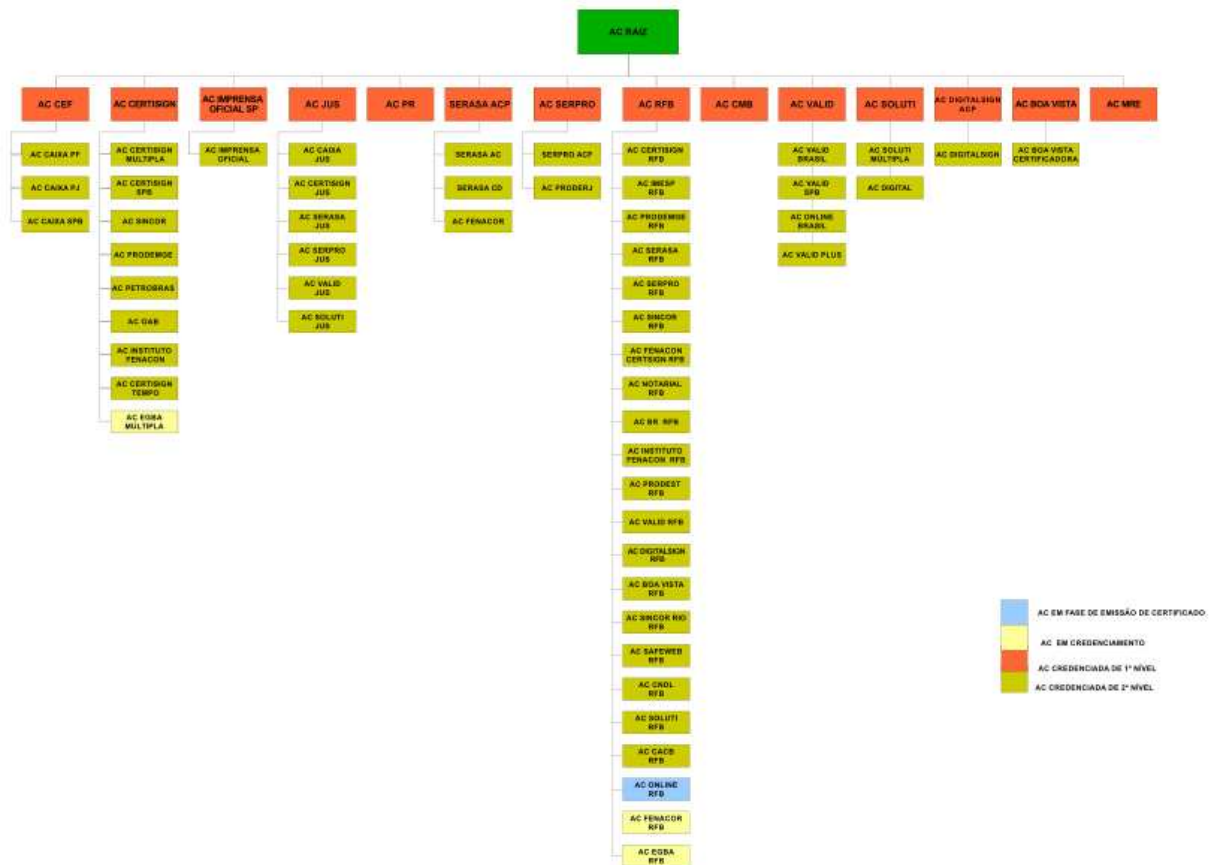 AC RAIZ
AC CEF
AC CERTISIGN
AC IMPRENSA
OFICIAL SP
AC JUS
AC PR
SERASA ACP
AC SERPRO
AC RFB
AC CMB
AC VALID
AC SOLUTI
AC DIGITALSIGN
ACP
AC BOA VISTA
AC MRE
AC CAIXA PF
AC CAIXA PJ
AC CAIXA SPB
AC CERTISIGN
MULTIPLA
AC CERTISIGN
SPB
AC SINCOR
AC PRODEMGE
AC PETROBRAS
AC OAB
AC INSTITUTO
FENACON
AC CERTISIGN
TEMPO
AC EGBA
MULTIPLA
AC IMPRENSA
OFICIAL
AC CAIXA
JUS
AC CERTISIGN
JUS
AC SERASA
JUS
AC SERPRO
JUS
AC VALID
JUS
AC SOLUTI
JUS
SERASA AC
SERASA CD
AC FENACOR
SERPRO ACF
AC PRODERJ
AC CERTISIGN
RFB
AC IMESP
RFB
AC PRODEMGE
RFB
AC SERASA
RFB
AC SERPRO
RFB
AC SINCOR
RFB
AC FENACON
CERTSIGN RFB
AC NOTARIAL
RFB
AC BR RFB
AC INSTITUTO
FENACON RFB
AC PRODEST
RFB
AC VALID RFB
AC DIGITALSIGN
RFB
AC BOA VISTA
RFB
AC SINCOR RIO
RFB
AC SAFEWEB
RFB
AC CNDL
RFB
AC SOLUTI
RFB
AC CACB
RFB
AC ONLINE
RFB
AC FENACOR
RFB
AC EGBA
RFB
AC VALID
BRASIL
AC VALID
SPB
AC ONLINE
BRASIL
AC VALID PLUS
AC SOLUTI
MÚLTIPLA
AC DIGITAL
AC DIGITALSIGN
AC BOA VISTA
CERTIFICADORA
AC EM FASE DE EMISSÃO DE CERTIFICADO
AC EM CREDENCIAMENTO
AC CREDENCIADA DE 1º NÍVEL
AC CREDENCIADA DE 2º NÍVEL